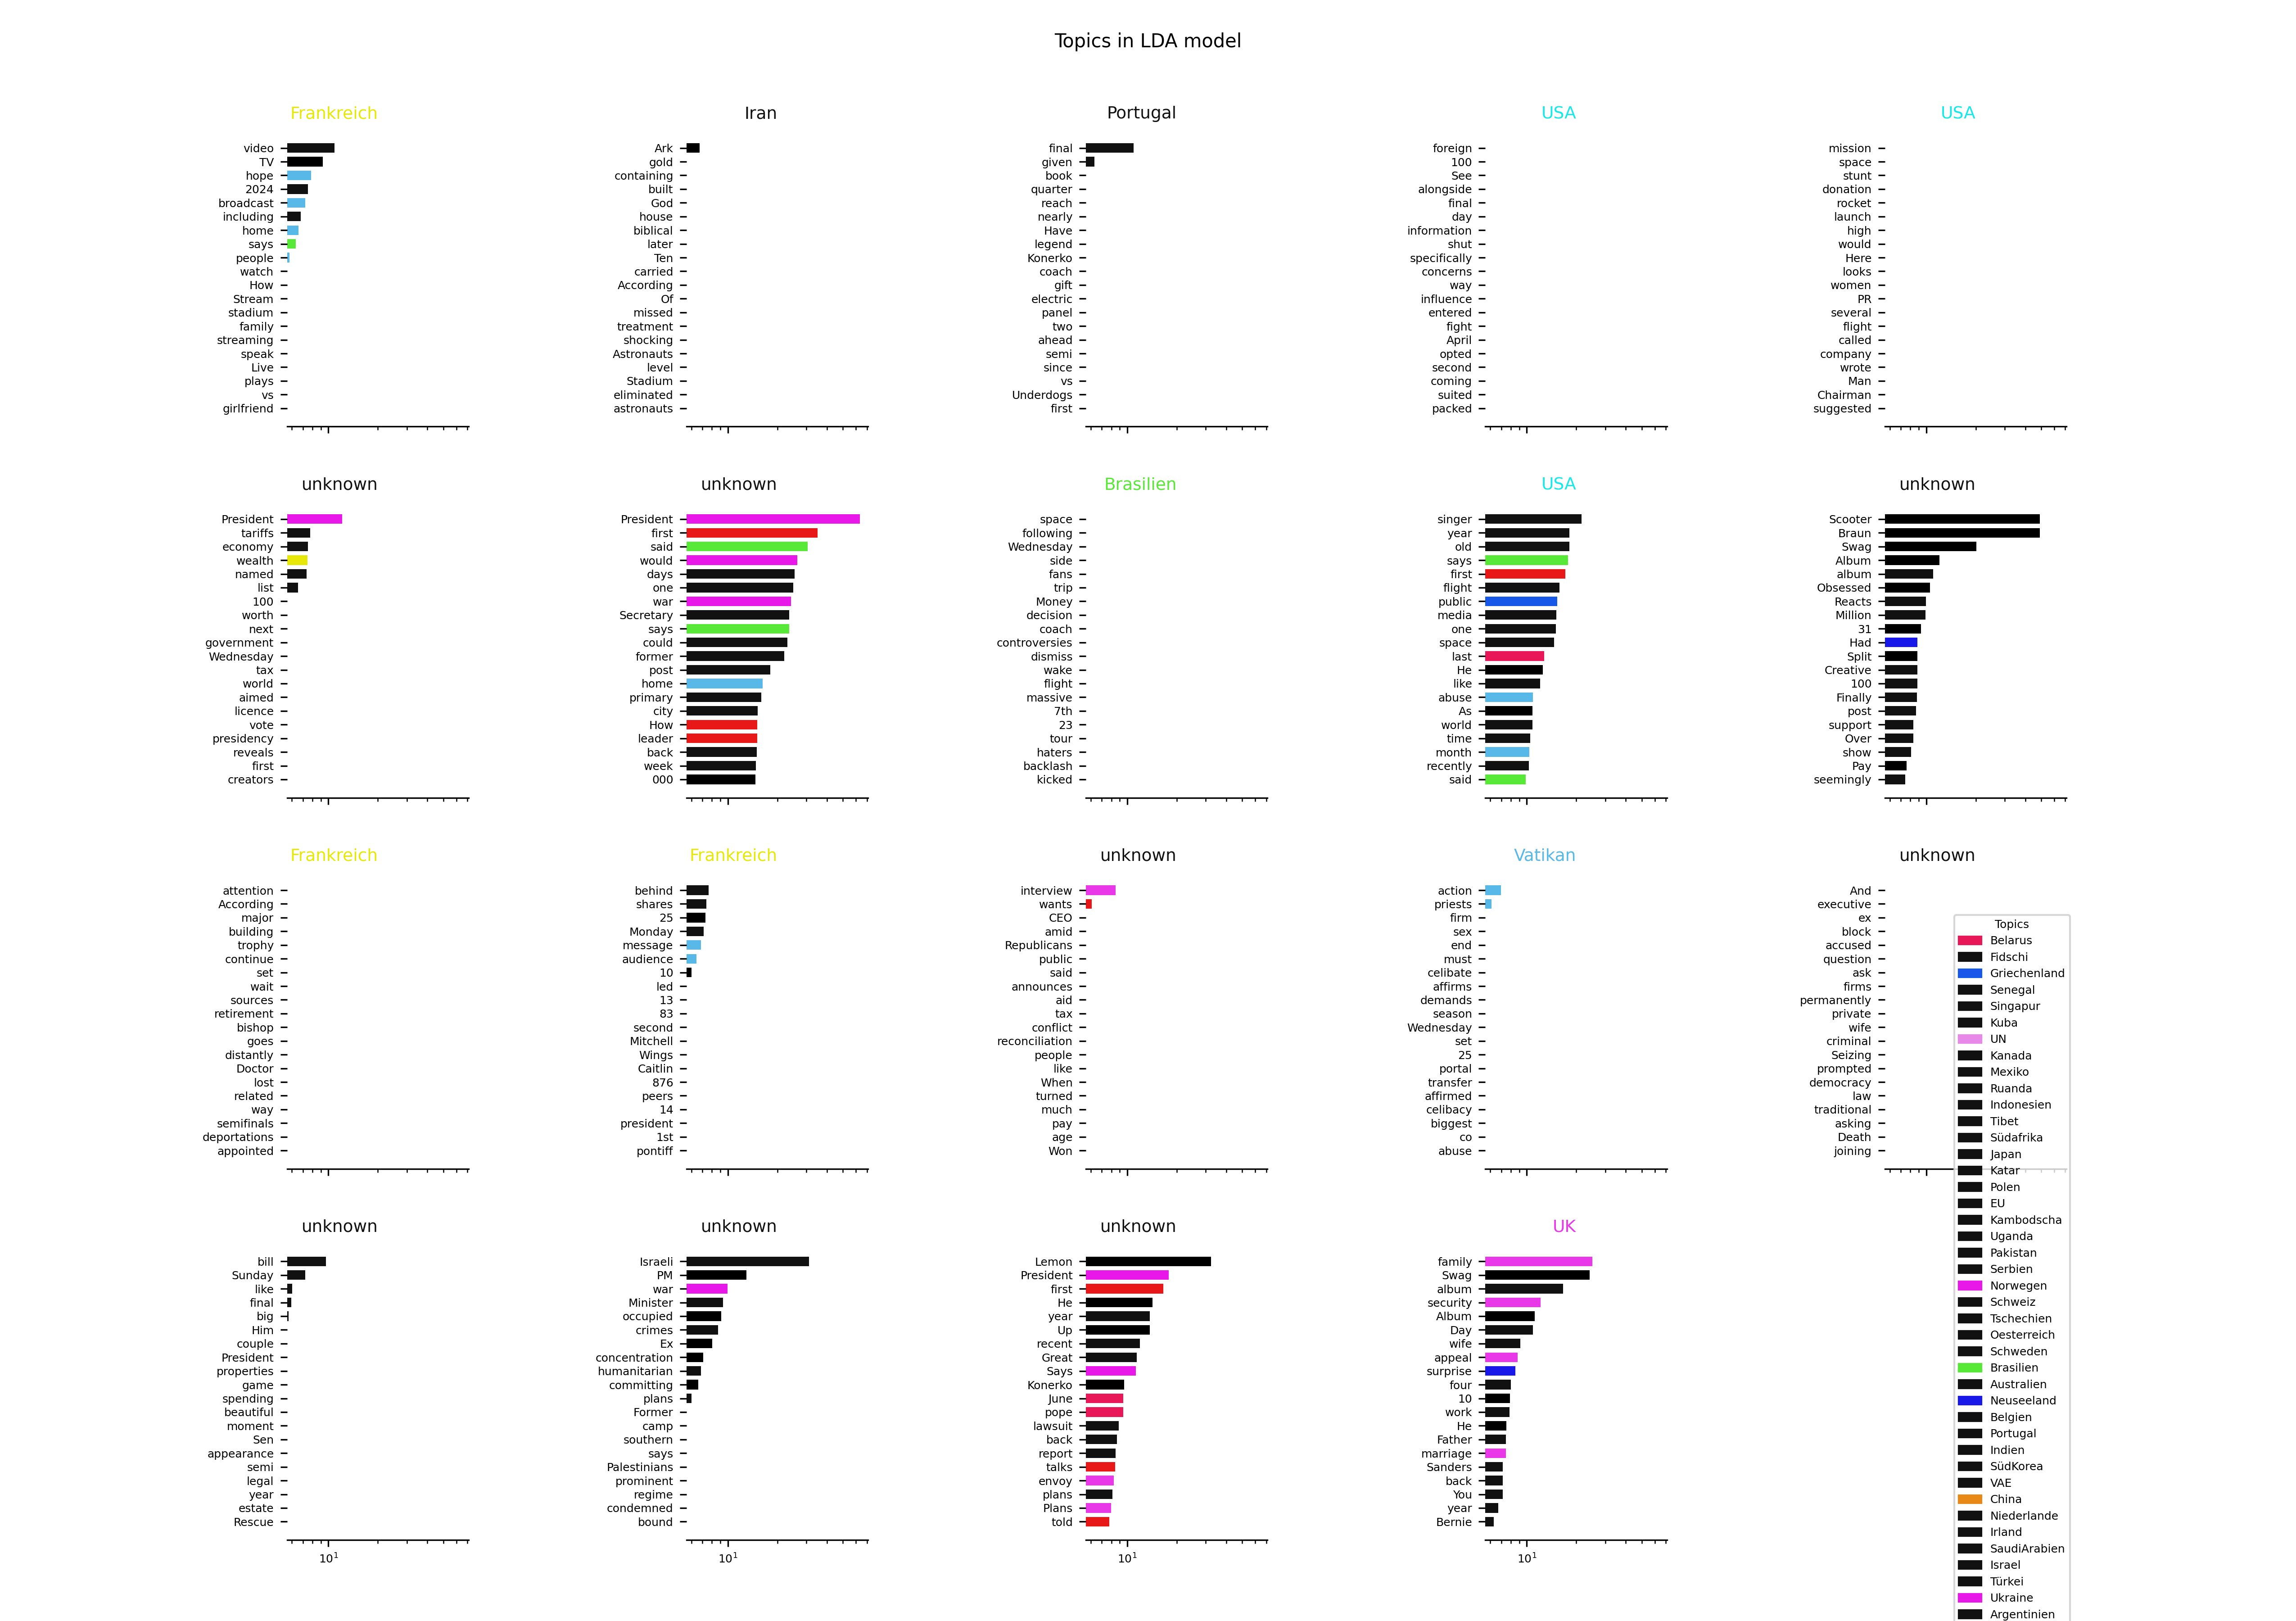 Topics in LDA model
Frankreich
video
TV
hope
2024
broadcast
including
home
says
people
watch
How
Stream
stadium
family
streaming
speak
Live
plays
vs
girlfriend
Iran
Ark
gold
containing
built
God
house
biblical
later
Ten
carried
According
Of
missed
treatment
shocking
Astronauts
level
Stadium
eliminated
astronauts
Portugal
final
given
book
quarter
reach
nearly
Have
legend
Konerko
coach
gift
electric
panel
two
ahead
semi
since
vs
Underdogs
first
USA
foreign
100
See
alongside
final
day
information
shut
specifically
concerns
way
influence
entered
fight
April
opted
second
coming
suited
packed
USA
mission
space
stunt
donation
rocket
launch
high
would
Here
looks
women
PR
several
flight
called
company
wrote
Man
Chairman
suggested
unknown
President
tariffs
economy
wealth
named
list
100
worth
next
government
Wednesday
tax
world
aimed
licence
vote
presidency
reveals
first
creators
unknown
President
first
said
would
days
one
war
Secretary
says
could
former
post
home
primary
city
How
leader
back
week
000
Brasilien
space
following
Wednesday
side
fans
trip
Money
decision
coach
controversies
dismiss
wake
flight
massive
7th
23
tour
haters
backlash
kicked
USA
singer
year
old
says
first
flight
public
media
one
space
last
He
like
abuse
As
world
time
month
recently
said
unknown
Scooter
Braun
Swag
Album
album
Obsessed
Reacts
Million
31
Had
Split
Creative
100
Finally
post
support
Over
show
Pay
seemingly
Frankreich
attention
According
major
building
trophy
continue
set
wait
sources
retirement
bishop
goes
distantly
Doctor
lost
related
way
semifinals
deportations
appointed
Frankreich
behind
shares
25
Monday
message
audience
10
led
13
83
second
Mitchell
Wings
Caitlin
876
peers
14
president
1st
pontiff
unknown
interview
wants
CEO
amid
Republicans
public
said
announces
aid
tax
conflict
reconciliation
people
like
When
turned
much
pay
age
Won
Vatikan
action
priests
firm
sex
end
must
celibate
affirms
demands
season
Wednesday
set
25
portal
transfer
affirmed
celibacy
biggest
co
abuse
unknown
And
executive
ex
block
accused
question
ask
firms
permanently
private
wife
criminal
Seizing
prompted
democracy
law
traditional
asking
Death
joining
unknown
bill
Sunday
like
final
big
Him
couple
President
properties
game
spending
beautiful
moment
Sen
appearance
semi
legal
year
estate
Rescue
10¹
unknown
Israeli
PM
war
Minister
occupied
crimes
Ex
concentration
humanitarian
committing
plans
Former
camp
southern
says
Palestinians
prominent
regime
condemned
bound
10¹
unknown
Lemon
President
first
He
year
Up
recent
Great
Says
Konerko
June
pope
lawsuit
back
report
talks
envoy
plans
Plans
told
10¹
UK
family
Swag
album
security
Album
Day
wife
appeal
surprise
four
10
work
He
Father
marriage
Sanders
back
You
year
Bernie
10¹
Topics
Belarus
Fidschi
Griechenland
Senegal
Singapur
Kuba
UN
Kanada
Mexiko
Ruanda
Indonesien
Tibet
Südafrika
Japan
Katar
Polen
EU
Kambodscha
Uganda
Pakistan
Serbien
Norwegen
Schweiz
Tschechien
Oesterreich
Schweden
Brasilien
Australien
Neuseeland
Belgien
Portugal
Indien
SüdKorea
VAE
China
Niederlande
Irland
SaudiArabien
Israel
Türkei
Ukraine
Argentinien